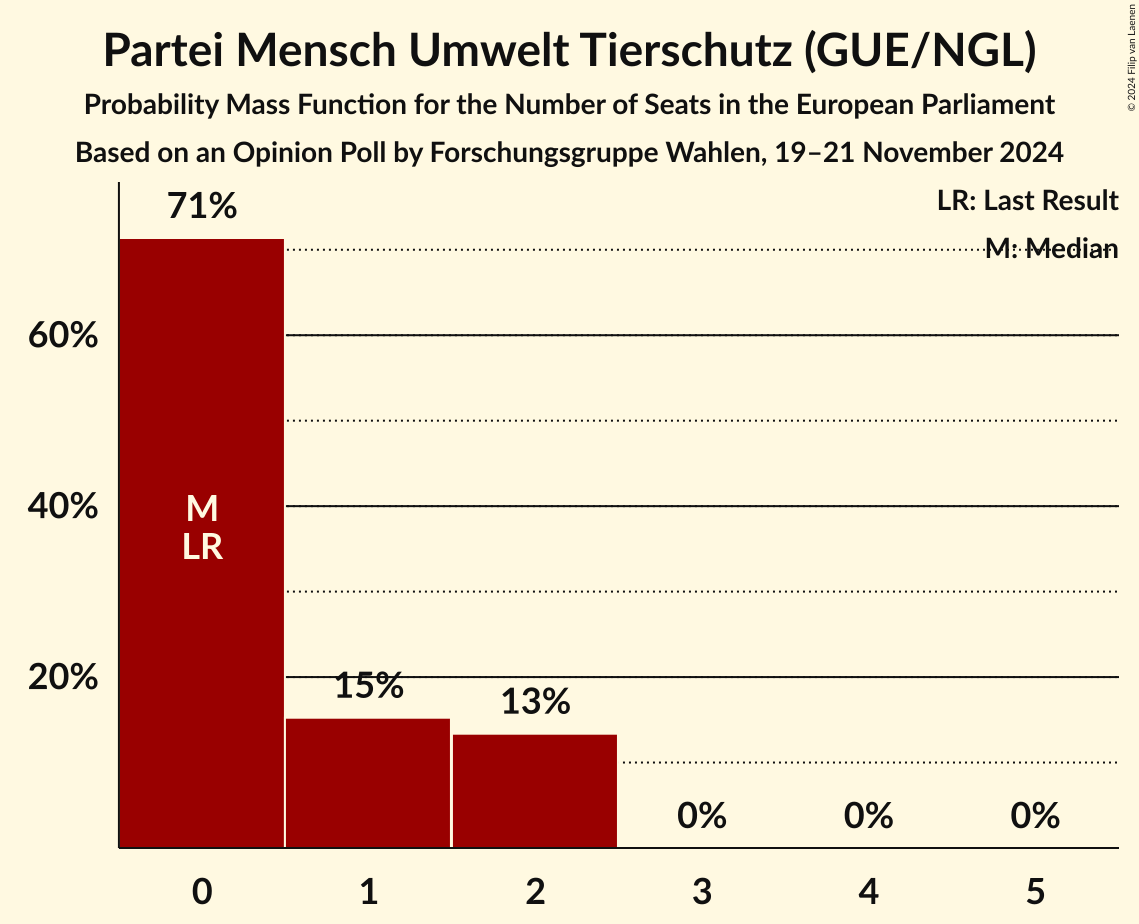 Partei Mensch Umwelt Tierschutz (GUE/NGL)
Probability Mass Function for the Number of Seats in the European Parliament
Based on an Opinion Poll by Forschungsgruppe Wahlen, 19–21 November 2024
© 2024 Filip van Laenen
LR: Last Result
M: Median
71%
60%
40%
20%
M
LR
15%
13%
0%
0%
0%
0
1
2
3
4
5